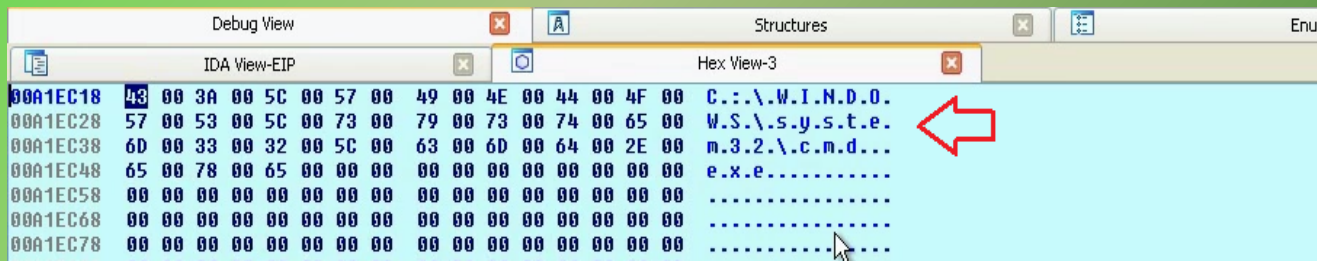 Debug View
Structures
Enu
IDA View-EIP
Hex View-3
00A1EC18 43 00 3A 00 5C 00 57 00 49 00 4E 00 44 00 4F 00 C.:.\.W.I.N.D.O.
00A1EC28 57 00 53 00 5C 00 73 00 79 00 73 00 74 00 65 00 W.S.\.s.y.s.t.e.
00A1EC38 6D 00 33 00 32 00 5C 00 63 00 6D 00 64 00 2E 00 m.3.2.\.c.m.d...
00A1EC48 65 00 78 00 65 00 00 00 00 00 00 00 00 00 00 00 e.x.e...........
00A1EC58 00 00 00 00 00 00 00 00 00 00 00 00 00 00 00 00 ................
00A1EC68 00 00 00 00 00 00 00 00 00 00 00 00 00 00 00 00 ................
00A1EC78 00 00 00 00 00 00 00 00 00 00 00 00 00 00 00 00 ................